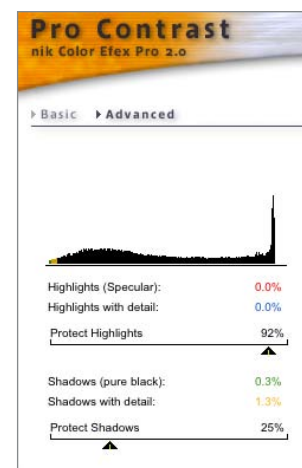 Pro Contrast
nik Color Efex Pro 2.0
Basic Advanced
Highlights (Specular): 0.0%
Highlights with detail: 0.0%
Protect Highlights 92%
Shadows (pure black): 0.3%
Shadows with detail: 1.3%
Protect Shadows 25%